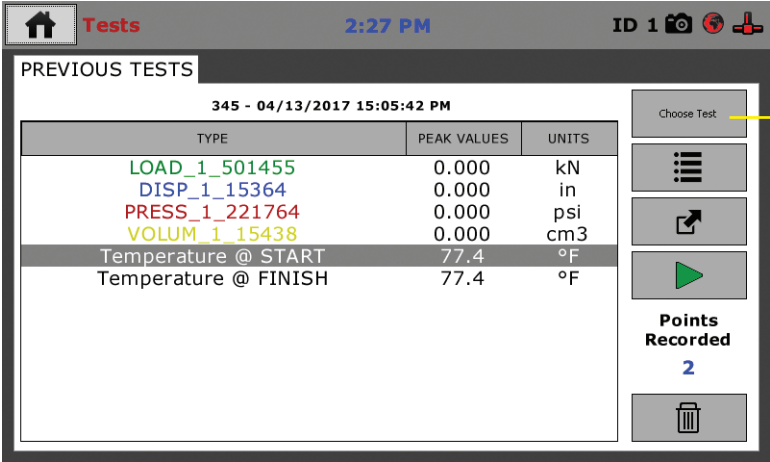 Tests 2:27 PM ID 1
PREVIOUS TESTS
345 - 04/13/2017 15:05:42 PM
Choose Test
TYPE PEAK VALUES UNITS
LOAD_1_501455 0.000 kN
DISP_1_15364 0.000 in
PRESS_1_221764 0.000 psi
VOLUM_1_15438 0.000 cm3
Temperature @ START 77.4 °F
Temperature @ FINISH 77.4 °F
Points
Recorded
2